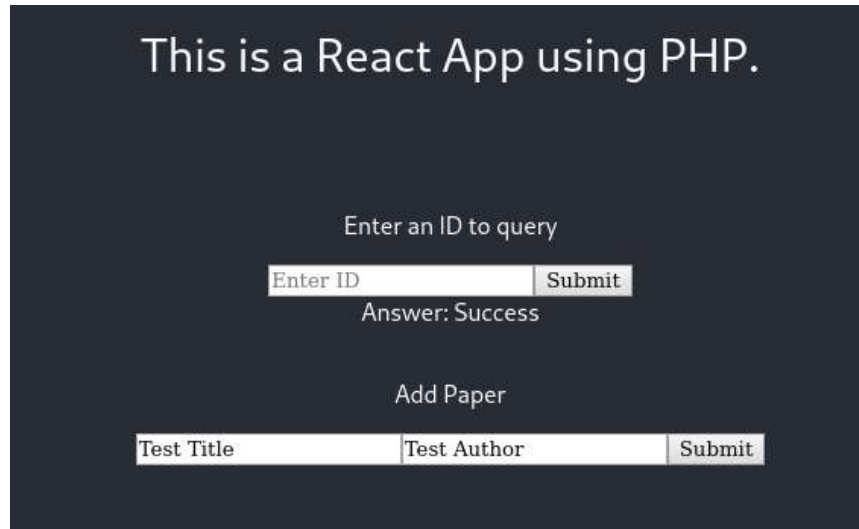 This is a React App using PHP.
Enter an ID to query
Enter ID Submit
Answer: Success
Add Paper
Test Title Test Author Submit